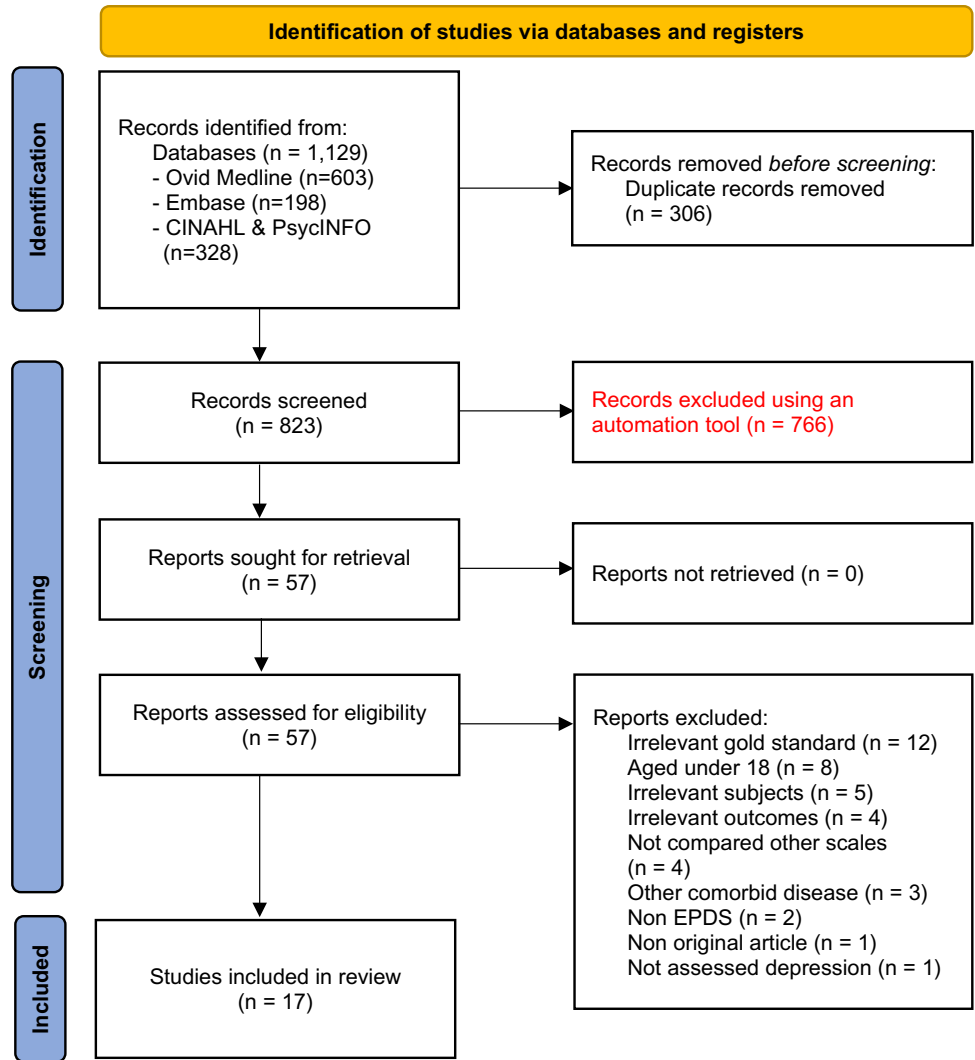 Identification of studies via databases and registers
Identification
Records identified from:
Databases (n = 1,129)
- Ovid Medline (n=603)
- Embase (n=198)
- CINAHL & PsycINFO
(n=328)
Records removed before screening:
Duplicate records removed
(n = 306)
Screening
Records screened
(n = 823)
Records excluded using an
automation tool (n = 766)
Reports sought for retrieval
(n = 57)
Reports not retrieved (n = 0)
Reports assessed for eligibility
(n = 57)
Reports excluded:
Irrelevant gold standard (n = 12)
Aged under 18 (n = 8)
Irrelevant subjects (n = 5)
Irrelevant outcomes (n = 4)
Not compared other scales
(n = 4)
Other comorbid disease (n = 3)
Non EPDS (n = 2)
Non original article (n = 1)
Not assessed depression (n = 1)
Included
Studies included in review
(n = 17)